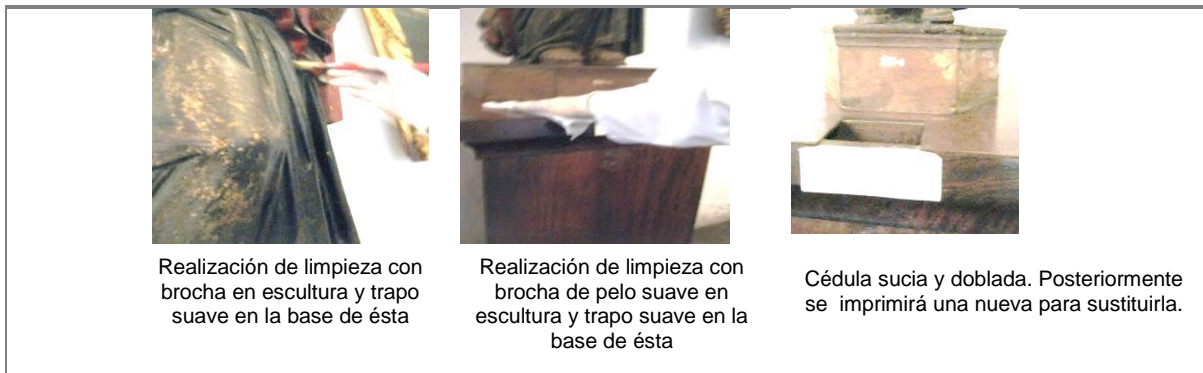 Realización de limpieza con
brocha en escultura y trapo
suave en la base de ésta
Realización de limpieza con
brocha de pelo suave en
escultura y trapo suave en la
base de ésta
Cédula sucia y doblada. Posteriormente
se imprimirá una nueva para sustituirla.